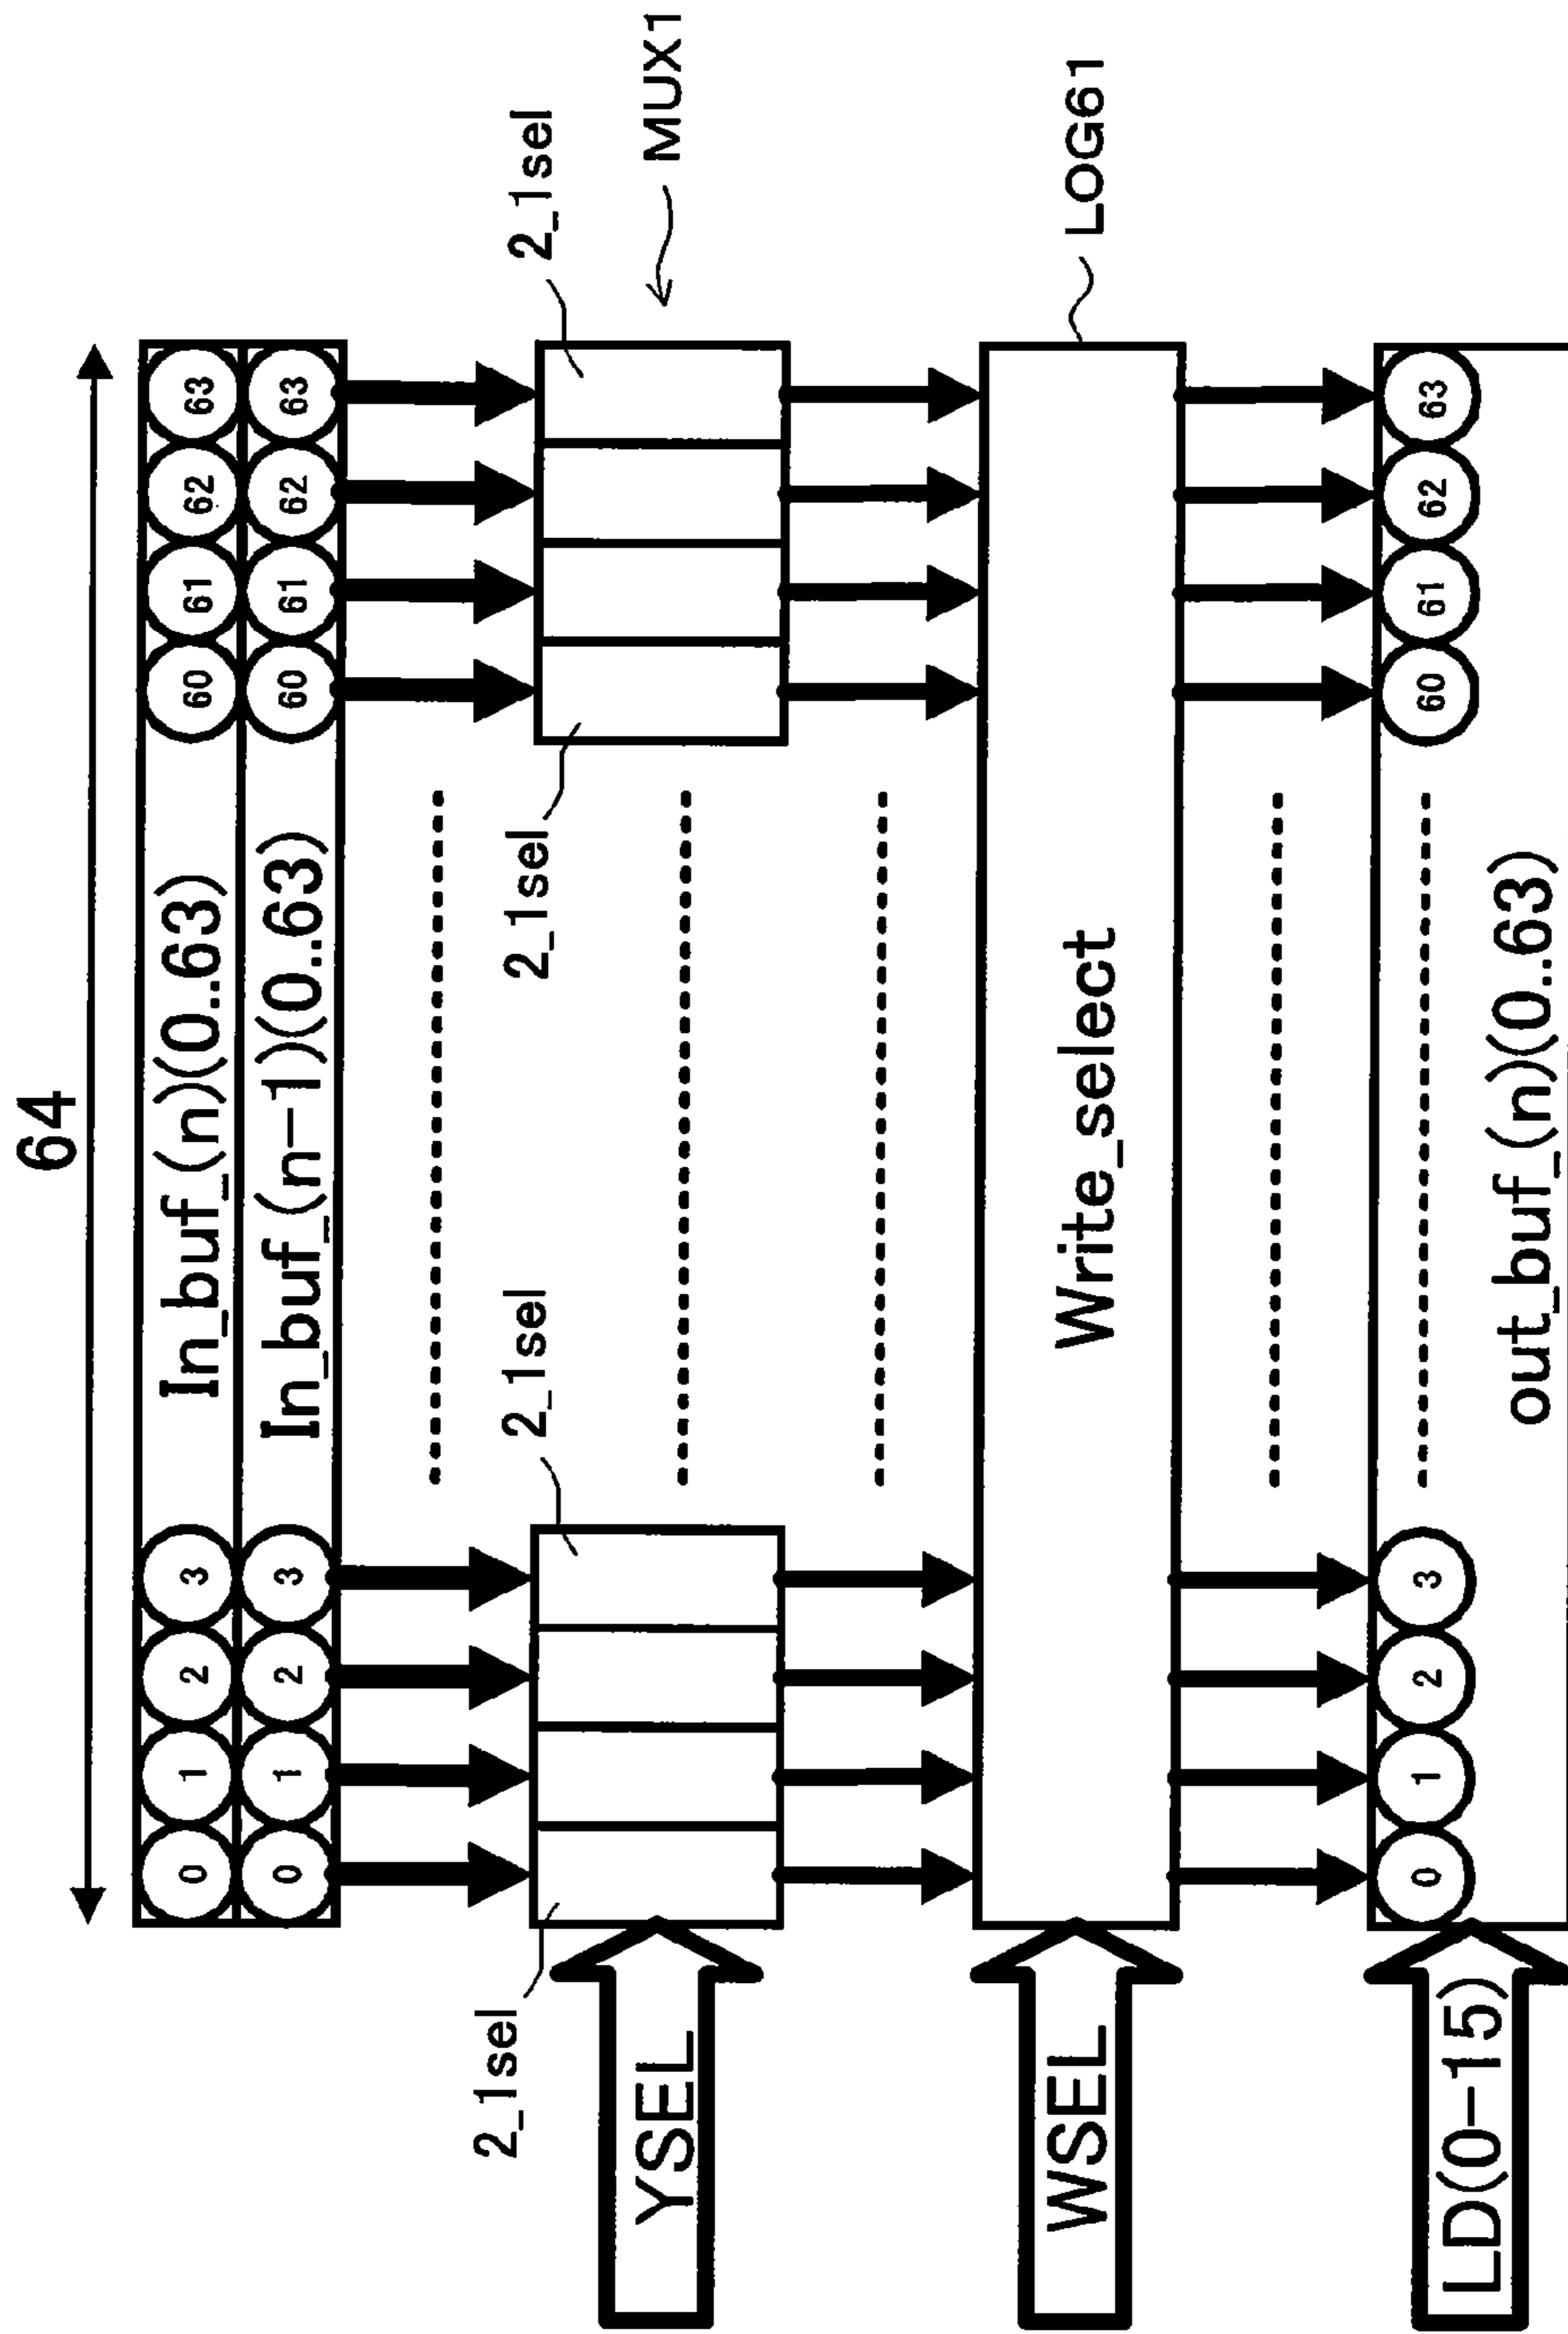 64
In_buf_(n)(0..63)
0 1 2 3 60 61 62 63
In_buf_(n-1)(0..63)
0 1 2 3 60 61 62 63
2_1sel
2_1sel
2_1sel
2_1sel
MUX1
YSEL
WSEL
Write_select
LOG61
LD(0-15)
0 1 2 3 60 61 62 63
out_buf_(n)(0..63)